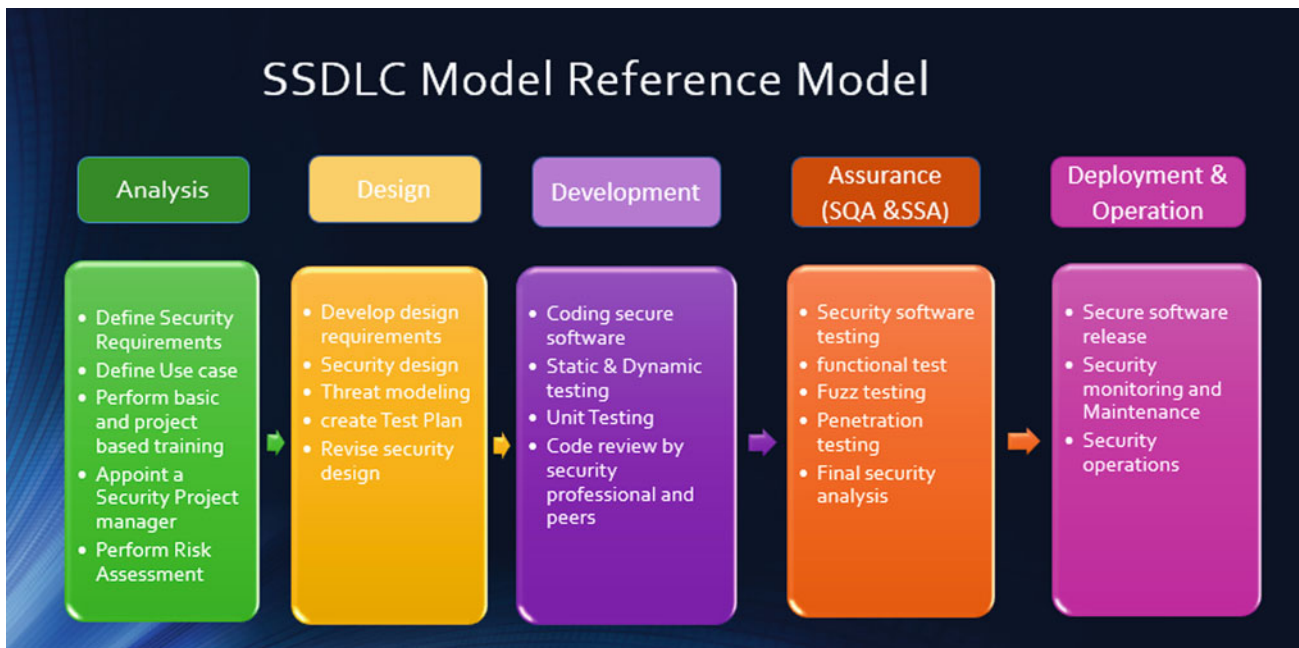 SSDLC Model Reference Model
Analysis
Design
Development
Assurance
(SQA &SSA)
Deployment &
Operation
• Define Security
Requirements
• Define Use case
• Perform basic
and project
based training
• Appoint a
Security Project
manager
• Perform Risk
Assessment
• Develop design
requirements
• Security design
• Threat modeling
• create Test Plan
• Revise security
design
• Coding secure
software
• Static & Dynamic
testing
• Unit Testing
• Code review by
security
professional and
peers
• Security software
testing
• functional test
• Fuzz testing
• Penetration
testing
• Final security
analysis
• Secure software
release
• Security
monitoring and
Maintenance
• Security
operations